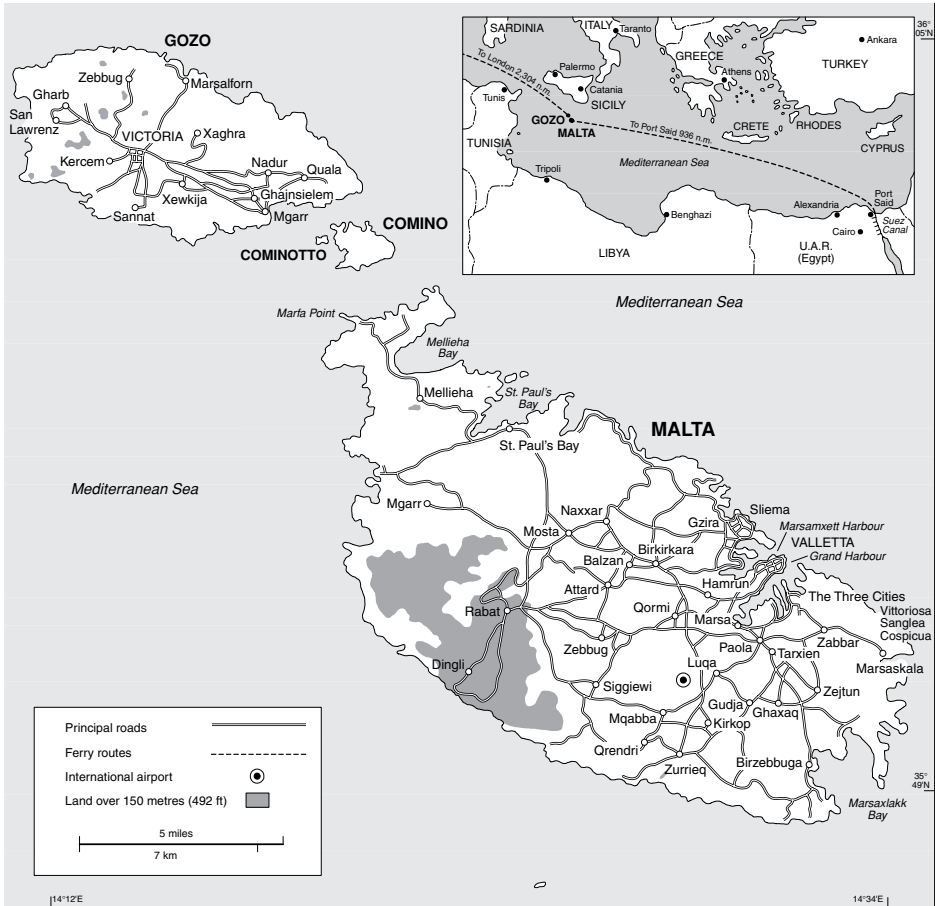 GOZO
Zebbug
Marsalforn
Gharb
San
Lawrenz
VICTORIA
Xaghra
Kercem
Nadur
Quala
Ghajnsielem
Xewkija
Sannat
Mgarr
COMINO
COMINOTTO
SARDINIA
ITALY
Taranto
36°
05'N
Ankara
GREECE
TURKEY
To London 2,304 n.m.
Palermo
Athens
Tunis
Catania
SICILY
GOZO
MALTA
To Port Said 936 n.m.
CRETE
RHODES
TUNISIA
CYPRUS
Mediterranean Sea
Tripoli
Port
Said
Alexandria
Benghazi
Suez
Canal
Cairo
U.A.R.
(Egypt)
LIBYA
Mediterranean Sea
Marfa Point
Mellieha
Bay
Mellieha
St. Paul's
Bay
MALTA
St. Paul's Bay
Mediterranean Sea
Mgarr
Naxxar
Sliema
Gzira
Marsamxett Harbour
Mosta
VALLETTA
Birkirkara
Grand Harbour
Balzan
Attard
Hamrun
The Three Cities
Rabat
Qormi
Vittoriosa
Marsa
Sanglea
Cospicua
Zebbug
Paola
Zabbar
Tarxien
Luqa
Marsaskala
Dingli
Siggiewi
Zejtun
Gudja
Ghaxaq
Mqabba
Kirkop
Qrendri
Zurrieq
Birzebbuga
35°
49'N
Marsaxlakk
Bay
Principal roads
Ferry routes
International airport
Land over 150 metres (492 ft)
5 miles
7 km
14°12'E
14°34'E